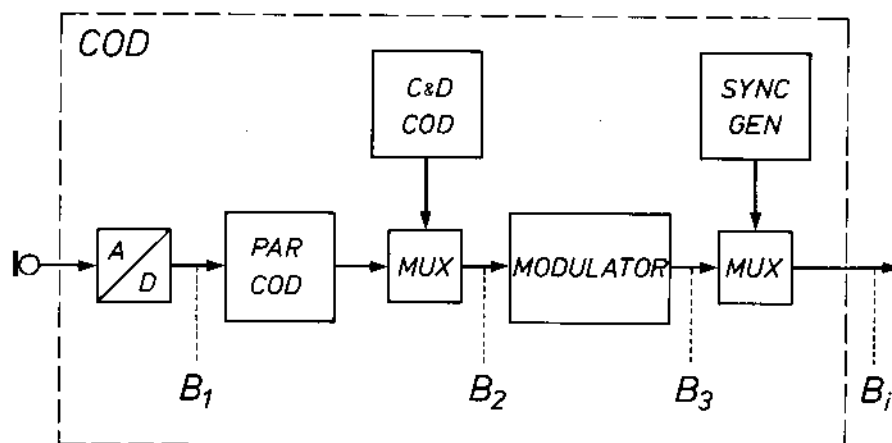 COD
C&D
COD
SYNC
GEN
A
D
PAR
COD
MUX
MODULATOR
MUX
B1
B2
B3
Bi